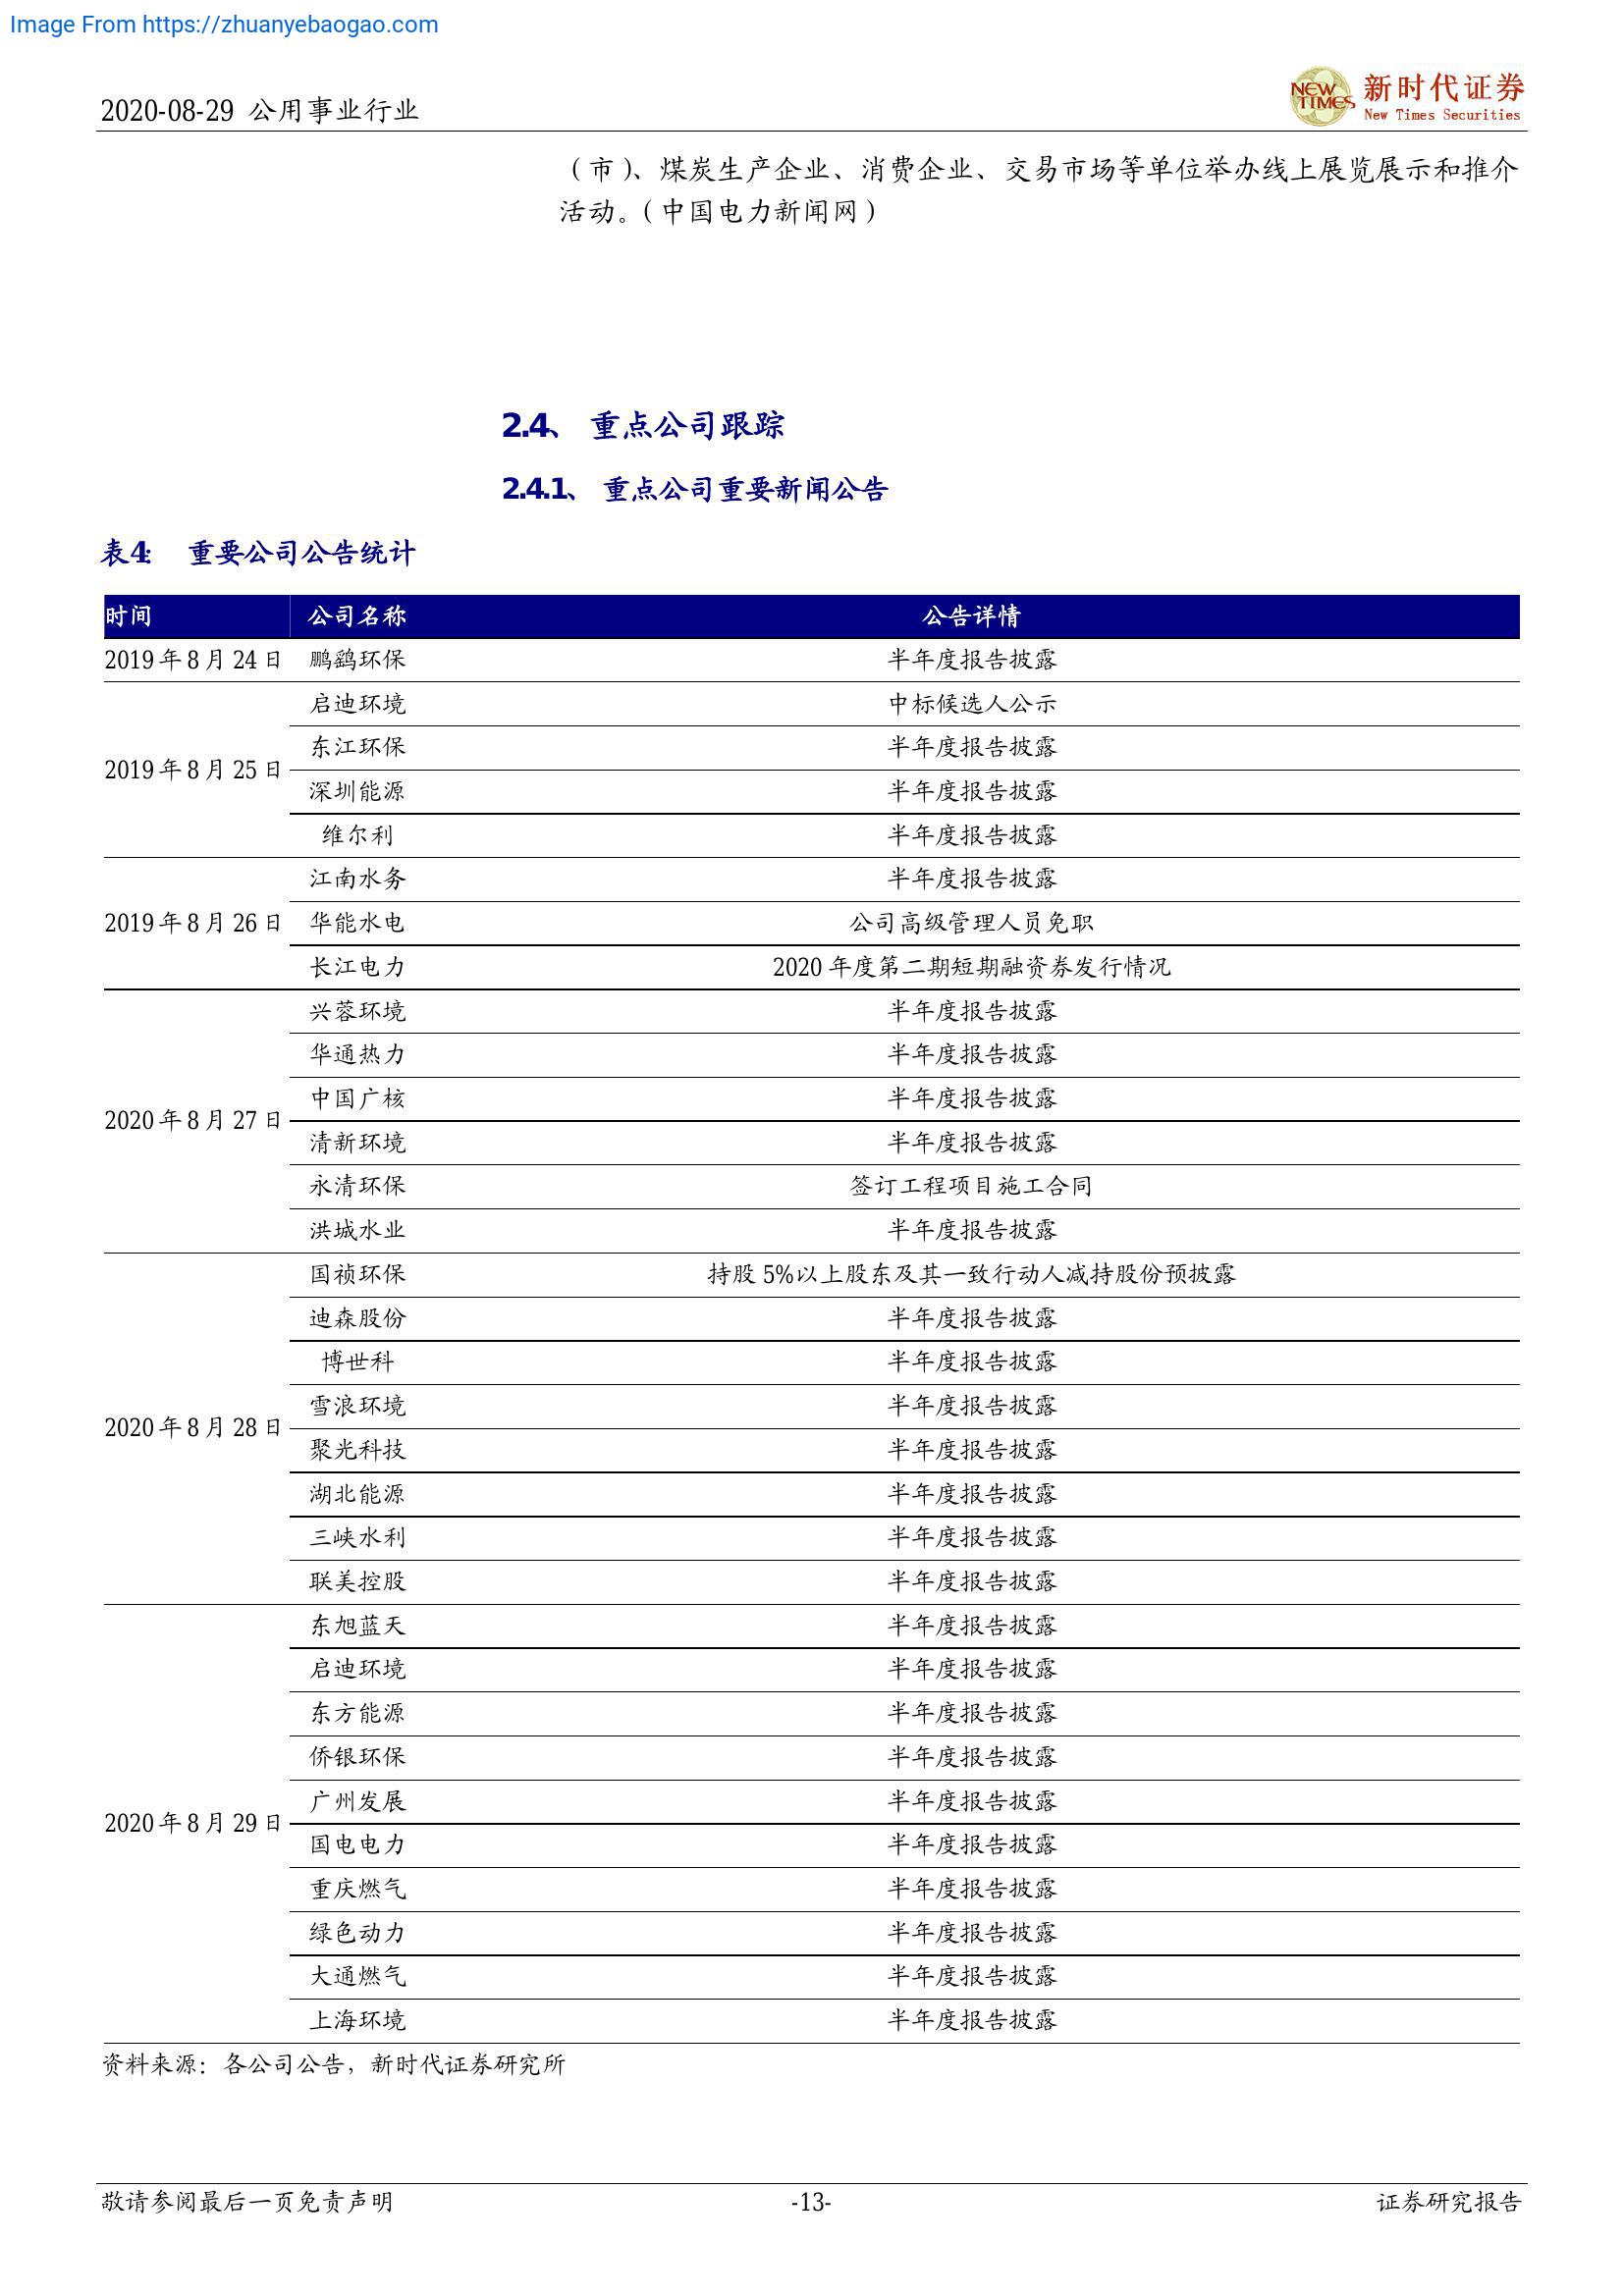 Image From https://zhuanyebaogao.com
2020-08-29 公用事业行业
NEW TIMES 新时代证券
New Times Securities
（市）、煤炭生产企业、消费企业、交易市场等单位举办线上展览展示和推介
活动。（中国电力新闻网）
2.4、 重点公司跟踪
2.4.1、 重点公司重要新闻公告
表4: 重要公司公告统计
时间 公司名称 公告详情
2019年8月24日 鹏鹞环保 半年度报告披露
2019年8月25日 启迪环境 中标候选人公示
东江环保 半年度报告披露
深圳能源 半年度报告披露
维尔利 半年度报告披露
2019年8月26日 江南水务 半年度报告披露
华能水电 公司高级管理人员免职
长江电力 2020年度第二期短期融资券发行情况
2020年8月27日 兴蓉环境 半年度报告披露
华通热力 半年度报告披露
中国广核 半年度报告披露
清新环境 半年度报告披露
永清环保 签订工程项目施工合同
洪城水业 半年度报告披露
2020年8月28日 国祯环保 持股5%以上股东及其一致行动人减持股份预披露
迪森股份 半年度报告披露
博世科 半年度报告披露
雪浪环境 半年度报告披露
聚光科技 半年度报告披露
湖北能源 半年度报告披露
三峡水利 半年度报告披露
联美控股 半年度报告披露
2020年8月29日 东旭蓝天 半年度报告披露
启迪环境 半年度报告披露
东方能源 半年度报告披露
侨银环保 半年度报告披露
广州发展 半年度报告披露
国电电力 半年度报告披露
重庆燃气 半年度报告披露
绿色动力 半年度报告披露
大通燃气 半年度报告披露
上海环境 半年度报告披露
资料来源：各公司公告，新时代证券研究所
敬请参阅最后一页免责声明 -13- 证券研究报告